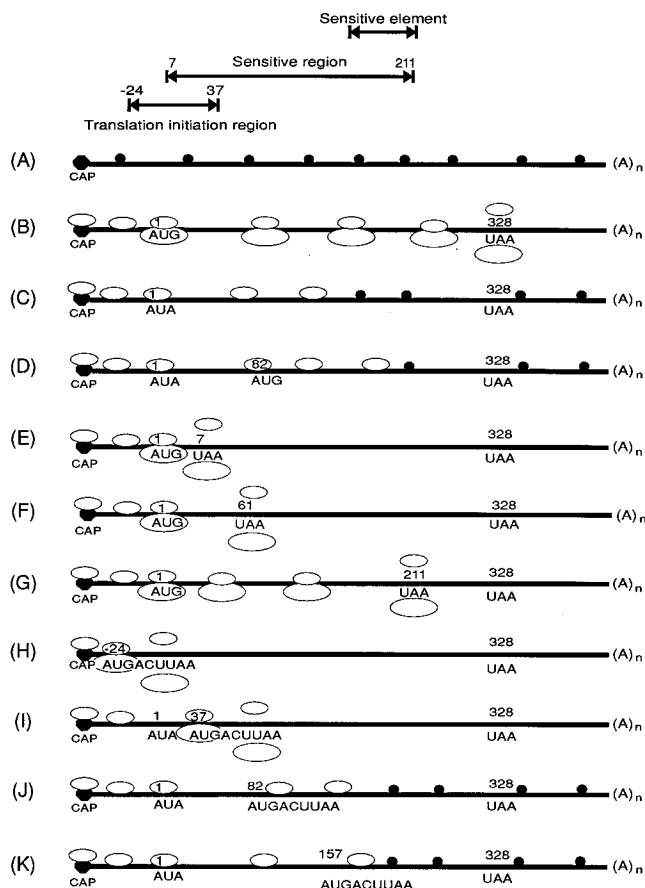 Sensitive element
7 Sensitive region 211
-24 37
Translation initiation region
(A) (A)n
CAP
(B) 1 328
CAP AUG UAA
(C) 1 328 (A)n
CAP AUA UAA
(D) 1 82 328 (A)n
CAP AUA AUG UAA
(E) 1 7 328 (A)n
CAP AUG UAA UAA
(F) 1 61 328 (A)n
CAP AUG UAA UAA
(G) 1 211 328 (A)n
CAP AUG UAA UAA
(H) -24 328 (A)n
CAP AUGACUUAA UAA
(I) 1 37 328 (A)n
CAP AUA AUGACUUAA UAA
(J) 1 82 328 (A)n
CAP AUA AUGACUUAA UAA
(K) 1 157 328 (A)n
CAP AUA AUGACUUAA UAA